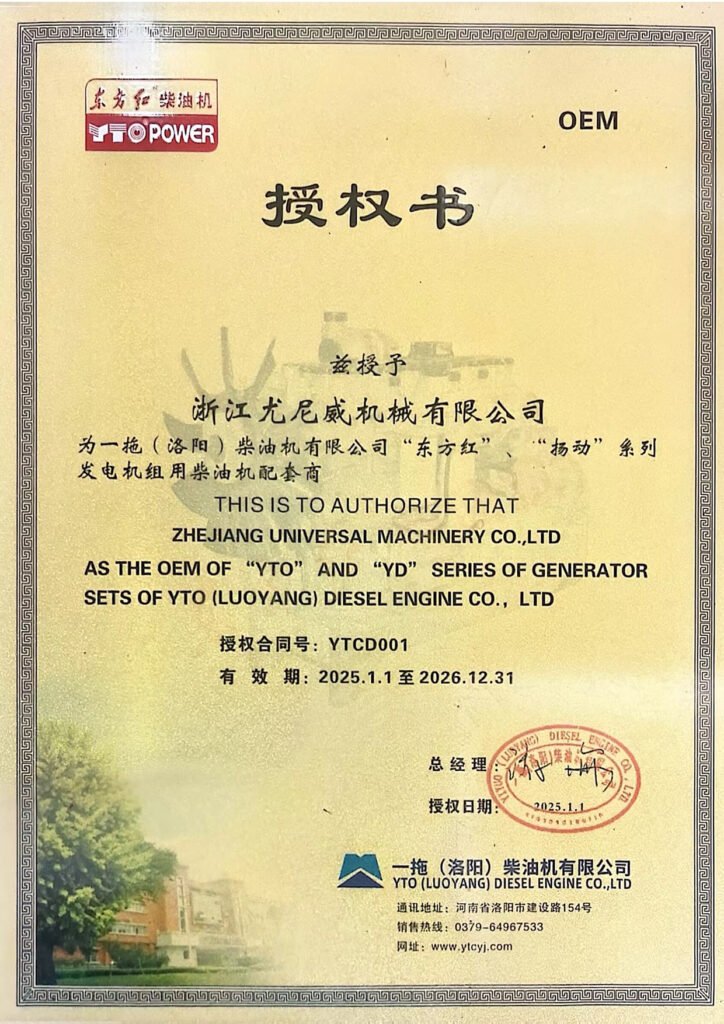 东方红 柴油机
YTO POWER
OEM
授权书
兹授予
浙江尤尼威机械有限公司
为一拖（洛阳）柴油机有限公司“东方红”、“扬动”系列
发电机组用柴油机配套商
THIS IS TO AUTHORIZE THAT
ZHEJIANG UNIVERSAL MACHINERY CO.,LTD
AS THE OEM OF “YTO” AND “YD” SERIES OF GENERATOR
SETS OF YTO (LUOYANG) DIESEL ENGINE CO., LTD
授权合同号：YTCD001
有 效 期：2025.1.1 至 2026.12.31
总 经 理：
YTO (LUOYANG) DIESEL ENGINE CO., LTD.
授权日期：2025.1.1
一拖（洛阳）柴油机有限公司
YTO (LUOYANG) DIESEL ENGINE CO.,LTD
通讯地址：河南省洛阳市建设路154号
销售热线：0379-64967533
网址：www.ytcyj.com